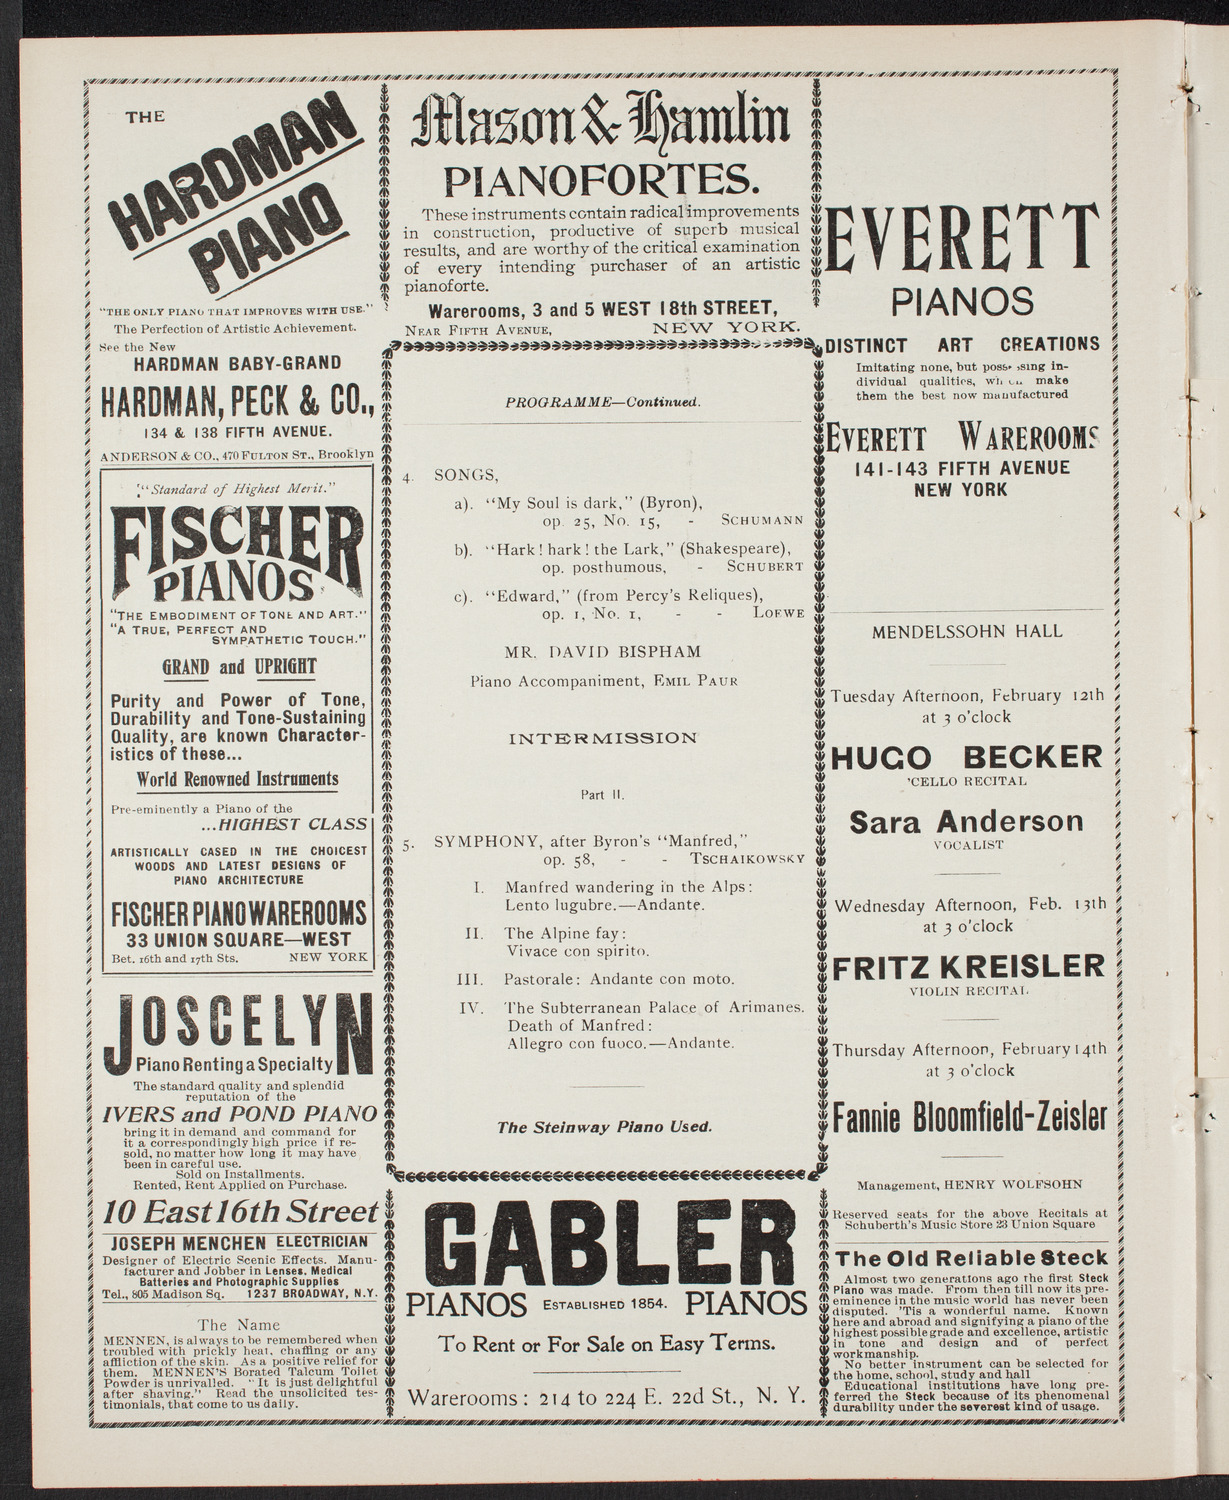 THE
HARDMAN
PIANO
"THE ONLY PIANO THAT IMPROVES WITH USE."
The Perfection of Artistic Achievement.
See the New
HARDMAN BABY-GRAND
HARDMAN, PECK & CO.,
134 & 138 FIFTH AVENUE.
ANDERSON & CO., 470 FULTON ST., Brooklyn
"Standard of Highest Merit."
FISCHER
PIANOS
"THE EMBODIMENT OF TONE AND ART."
"A TRUE, PERFECT AND
SYMPATHETIC TOUCH."
GRAND and UPRIGHT
Purity and Power of Tone,
Durability and Tone-Sustaining
Quality, are known Character-
istics of these...
World Renowned Instruments
Pre-eminently a Piano of the
...HIGHEST CLASS
ARTISTICALLY CASED IN THE CHOICEST
WOODS AND LATEST DESIGNS OF
PIANO ARCHITECTURE
FISCHER PIANO WAREROOMS
33 UNION SQUARE—WEST
Bet. 16th and 17th Sts. NEW YORK
JOSCELYN
Piano Renting a Specialty
The standard quality and splendid
reputation of the
IVERS and POND PIANO
bring it in demand and command for
it a correspondingly high price if re-
sold, no matter how long it may have
been in careful use.
Sold on Installments.
Rented, Rent Applied on Purchase.
10 East 16th Street
JOSEPH MENCHEN ELECTRICIAN
Designer of Electric Scenic Effects. Manu-
facturer and Jobber in Lenses. Medical
Batteries and Photographic Supplies
Tel., 805 Madison Sq. 1237 BROADWAY, N.Y.
The Name
MENNEN, is always to be remembered when
troubled with prickly heat, chaffing or any
affliction of the skin. As a positive relief for
them. MENNEN'S Borated Talcum Toilet
Powder is unrivalled. "It is just delightful
after shaving." Read the unsolicited tes-
timonials, that come to us daily.
Mason & Hamlin
PIANOFORTES.
These instruments contain radical improvements
in construction, productive of superb musical
results, and are worthy of the critical examination
of every intending purchaser of an artistic
pianoforte.
Warerooms, 3 and 5 WEST 18th STREET,
NEAR FIFTH AVENUE, NEW YORK.
PROGRAMME—Continued.
4. SONGS,
a). "My Soul is dark," (Byron),
op. 25, No. 15, - SCHUMANN
b). "Hark! hark! the Lark," (Shakespeare),
op. posthumous, - SCHUBERT
c). "Edward," (from Percy's Reliques),
op. 1, No. 1, - - LOEWE
MR. DAVID BISPHAM
Piano Accompaniment, EMIL PAUR
INTERMISSION
Part II.
5. SYMPHONY, after Byron's "Manfred,"
op. 58, - - TSCHAIKOWSKY
I. Manfred wandering in the Alps:
Lento lugubre.—Andante.
II. The Alpine fay:
Vivace con spirito.
III. Pastorale: Andante con moto.
IV. The Subterranean Palace of Arimanes.
Death of Manfred:
Allegro con fuoco.—Andante.
The Steinway Piano Used.
GABLER
PIANOS ESTABLISHED 1854. PIANOS
To Rent or For Sale on Easy Terms.
Warerooms: 214 to 224 E. 22d St., N. Y.
EVERETT
PIANOS
DISTINCT ART CREATIONS
Imitating none, but in-
dividual qualities, make
them the best now manufactured
EVERETT WAREROOMS
141-143 FIFTH AVENUE
NEW YORK
MENDELSSOHN HALL
Tuesday Afternoon, February 12th
at 3 o'clock
HUGO BECKER
'CELLO RECITAL
Sara Anderson
VOCALIST
Wednesday Afternoon, Feb. 13th
at 3 o'clock
FRITZ KREISLER
VIOLIN RECITAL
Thursday Afternoon, February 14th
at 3 o'clock
Fannie Bloomfield-Zeisler
Management, HENRY WOLFSOHN
Reserved seats for the above Recitals at
Schuberth's Music Store 23 Union Square
The Old Reliable Steck
Almost two generations ago the first Steck
Piano was made. From then till now its pre-
eminence in the music world has never been
disputed. 'Tis a wonderful name. Known
here and abroad and signifying a piano of the
highest possible grade and excellence, artistic
in tone and design and of perfect
workmanship.
No better instrument can be selected for
the home, school, study and hall
Educational institutions have long pre-
ferred the Steck because of its phenomenal
durability under the severest kind of usage.